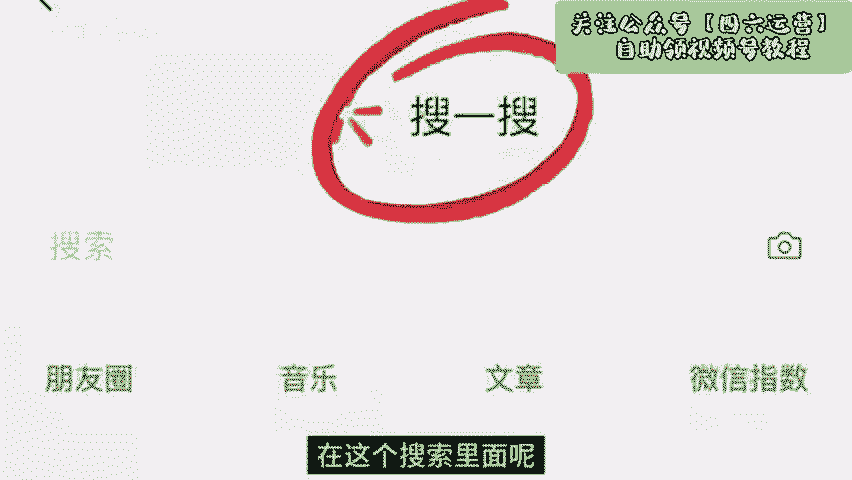 关注公众号【四六运营】
自助领视频号教程
搜一搜
搜索
朋友圈 音乐 文章 微信指数
在这个搜索里面呢